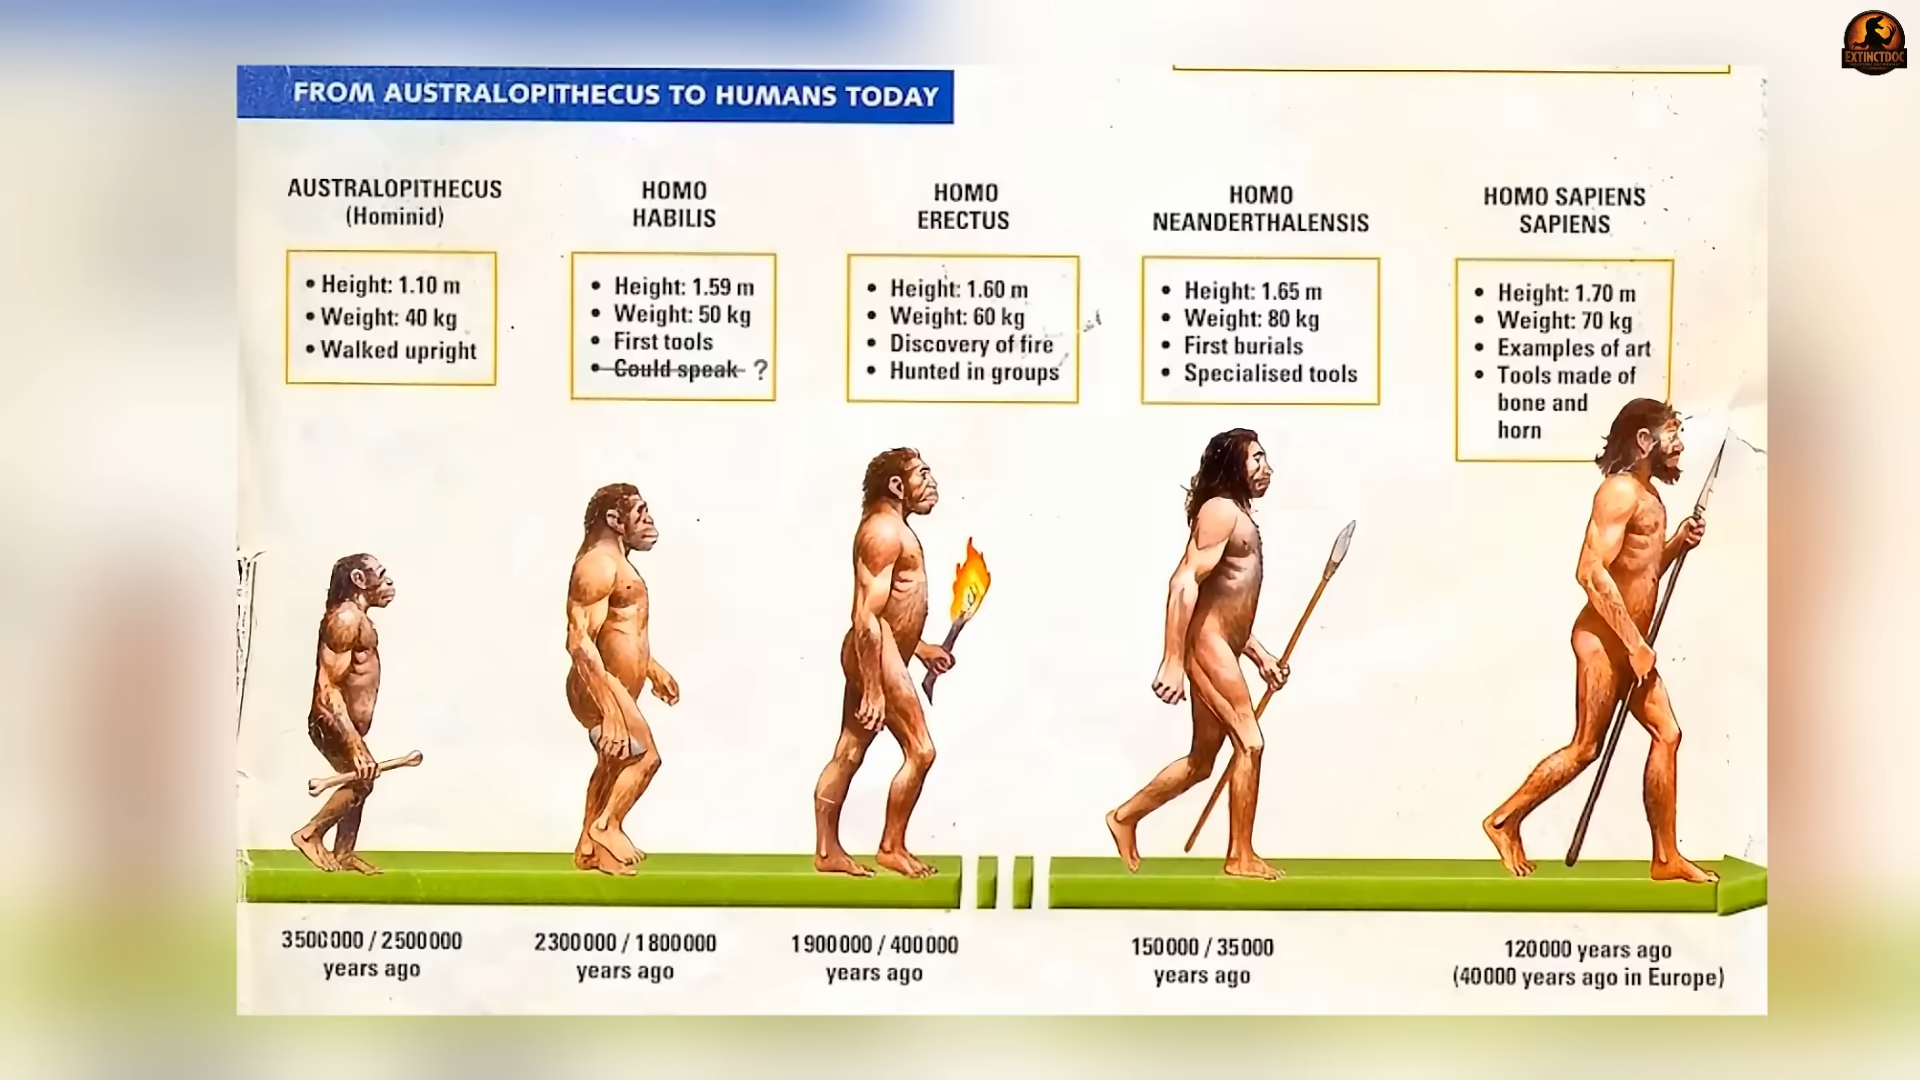 EXTINCTDOC
FROM AUSTRALOPITHECUS TO HUMANS TODAY
AUSTRALOPITHECUS
(Hominid)
• Height: 1.10 m
• Weight: 40 kg
• Walked upright
3500000 / 2500000
years ago
HOMO
HABILIS
• Height: 1.59 m
• Weight: 50 kg
• First tools
• Could speak ?
2300000 / 1800000
years ago
HOMO
ERECTUS
• Height: 1.60 m
• Weight: 60 kg
• Discovery of fire
• Hunted in groups
1900000 / 400000
years ago
HOMO
NEANDERTHALENSIS
• Height: 1.65 m
• Weight: 80 kg
• First burials
• Specialised tools
150000 / 35000
years ago
HOMO SAPIENS
SAPIENS
• Height: 1.70 m
• Weight: 70 kg
• Examples of art
• Tools made of
bone and
horn
120000 years ago
(40000 years ago in Europe)